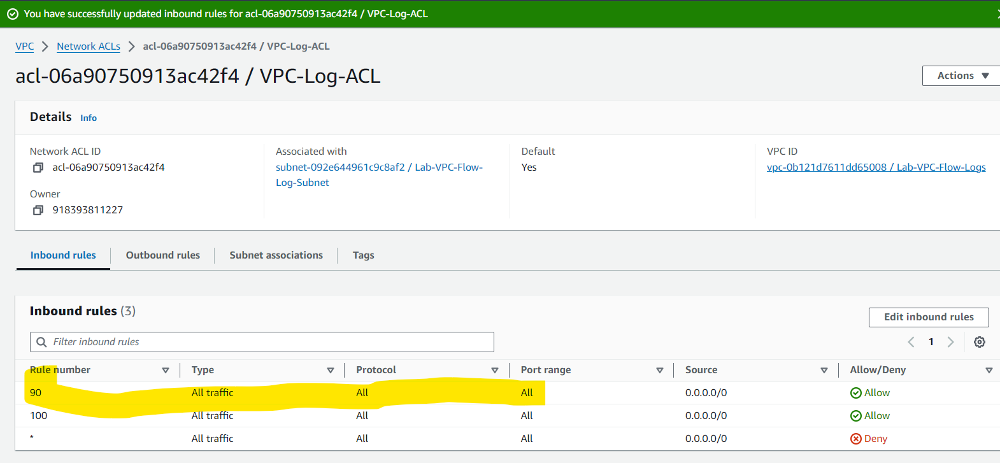 You have successfully updated inbound rules for acl-06a90750913ac42f4 / VPC-Log-ACL
VPC > Network ACLs > acl-06a90750913ac42f4 / VPC-Log-ACL
acl-06a90750913ac42f4 / VPC-Log-ACL
Actions
Details Info
Network ACL ID
acl-06a90750913ac42f4
Associated with
subnet-092e644961c9c8af2 / Lab-VPC-Flow-
Log-Subnet
Default
Yes
VPC ID
vpc-0b121d7611dd65008 / Lab-VPC-Flow-Logs
Owner
918393811227
Inbound rules Outbound rules Subnet associations Tags
Inbound rules (3)
Edit inbound rules
Filter inbound rules
1
Rule number Type Protocol Port range Source Allow/Deny
90 All traffic All All 0.0.0.0/0 Allow
100 All traffic All All 0.0.0.0/0 Allow
* All traffic All All 0.0.0.0/0 Deny